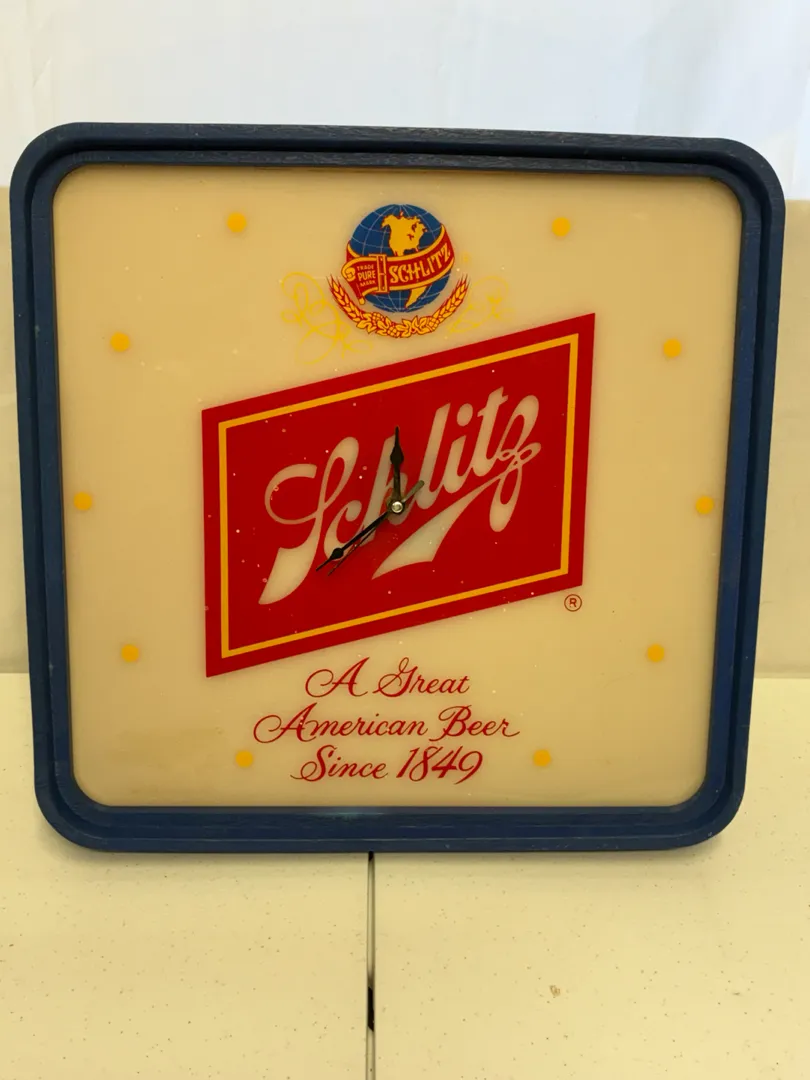 TRADE
PURE
MARK
SCHLITZ
Schlitz
®
A Great
American Beer
Since 1849